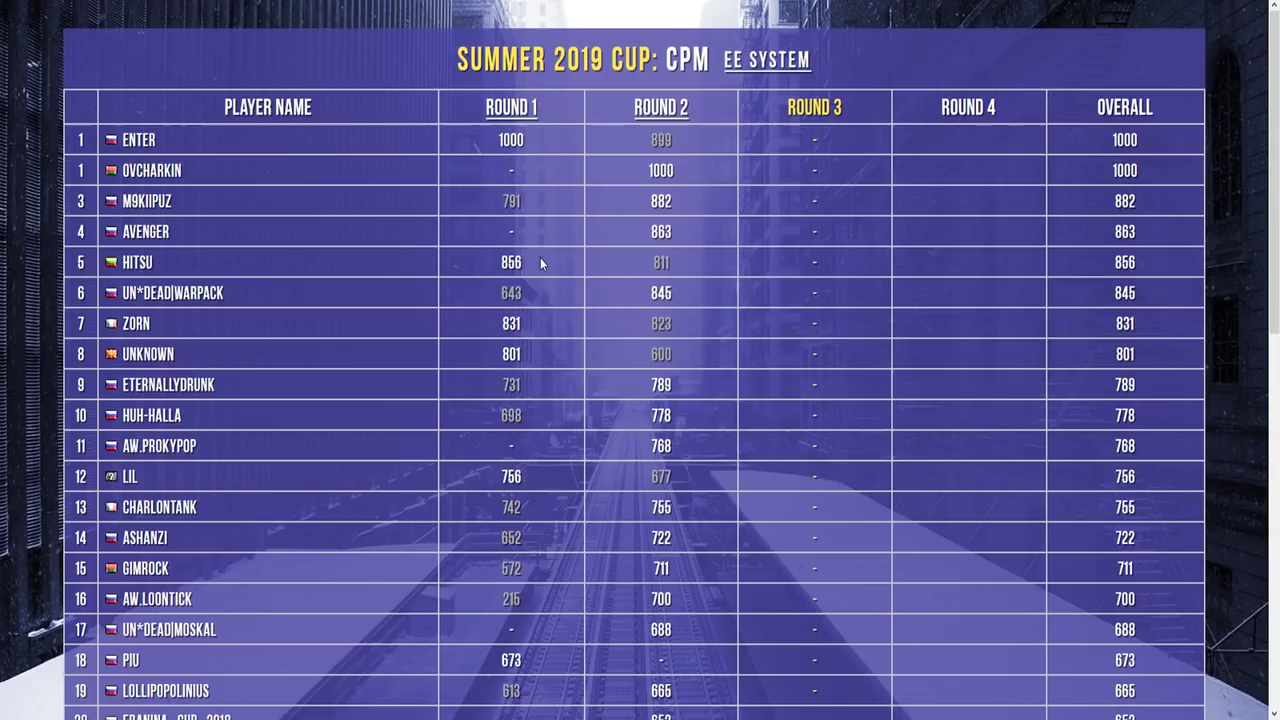 SUMMER 2019 CUP: CPM EE SYSTEM
PLAYER NAME ROUND 1 ROUND 2 ROUND 3 ROUND 4 OVERALL
1 ENTER 1000 899 - 1000
1 OVCHARKIN - 1000 - 1000
3 M9KIIPUZ 791 882 - 882
4 AVENGER - 863 - 863
5 HITSU 856 811 - 856
6 UN*DEAD|WARPACK 643 845 - 845
7 ZORN 831 823 - 831
8 UNKNOWN 801 600 - 801
9 ETERNALLYDRUNK 731 789 - 789
10 HUH-HALLA 698 778 - 778
11 AW.PROKYPOP - 768 - 768
12 LIL 756 677 - 756
13 CHARLONTANK 742 755 - 755
14 ASHANZI 652 722 - 722
15 GIMROCK 572 711 - 711
16 AW.LOONTICK 215 700 - 700
17 UN*DEAD|MOSKAL - 688 - 688
18 PIU 673 - - 673
19 LOLLIPOPOLINIUS 613 665 - 665